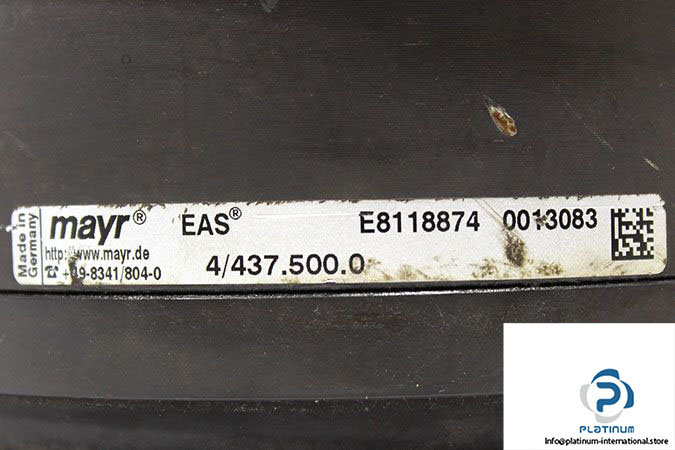 Made in
Germany
mayr® EAS® E8118874 0013083
http://www.mayr.de
☎ +49-8341/804-0
4/437.500.0
PLATINUM
info@platinum-international.store